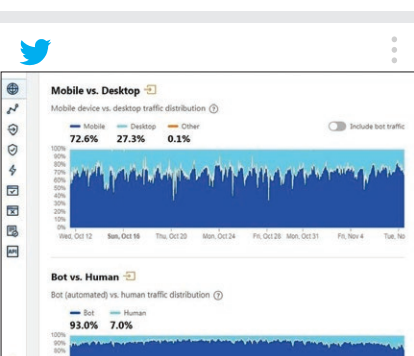 Mobile vs. Desktop
Mobile device vs. desktop traffic distribution
Mobile Desktop Other
72.6% 27.3% 0.1%
Include bot traffic
100%
90%
80%
70%
60%
50%
40%
30%
20%
10%
0%
Wed, Oct 12 Sun, Oct 16 Thu, Oct 20 Mon, Oct 24 Fri, Oct 28 Mon, Oct 31 Fri, Nov 4 Tue, No
Bot vs. Human
Bot (automated) vs. human traffic distribution
Bot Human
93.0% 7.0%
100%
90%
80%
API